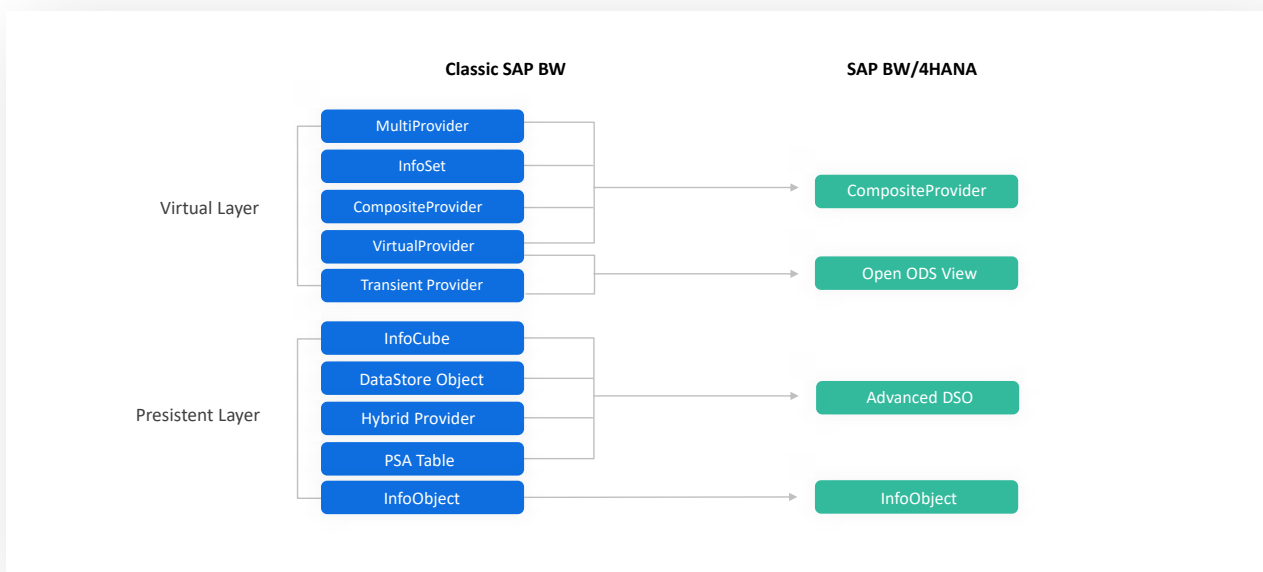 Classic SAP BW
SAP BW/4HANA
MultiProvider
InfoSet
CompositeProvider
VirtualProvider
Transient Provider
Virtual Layer
CompositeProvider
Open ODS View
InfoCube
DataStore Object
Hybrid Provider
PSA Table
InfoObject
Presistent Layer
Advanced DSO
InfoObject